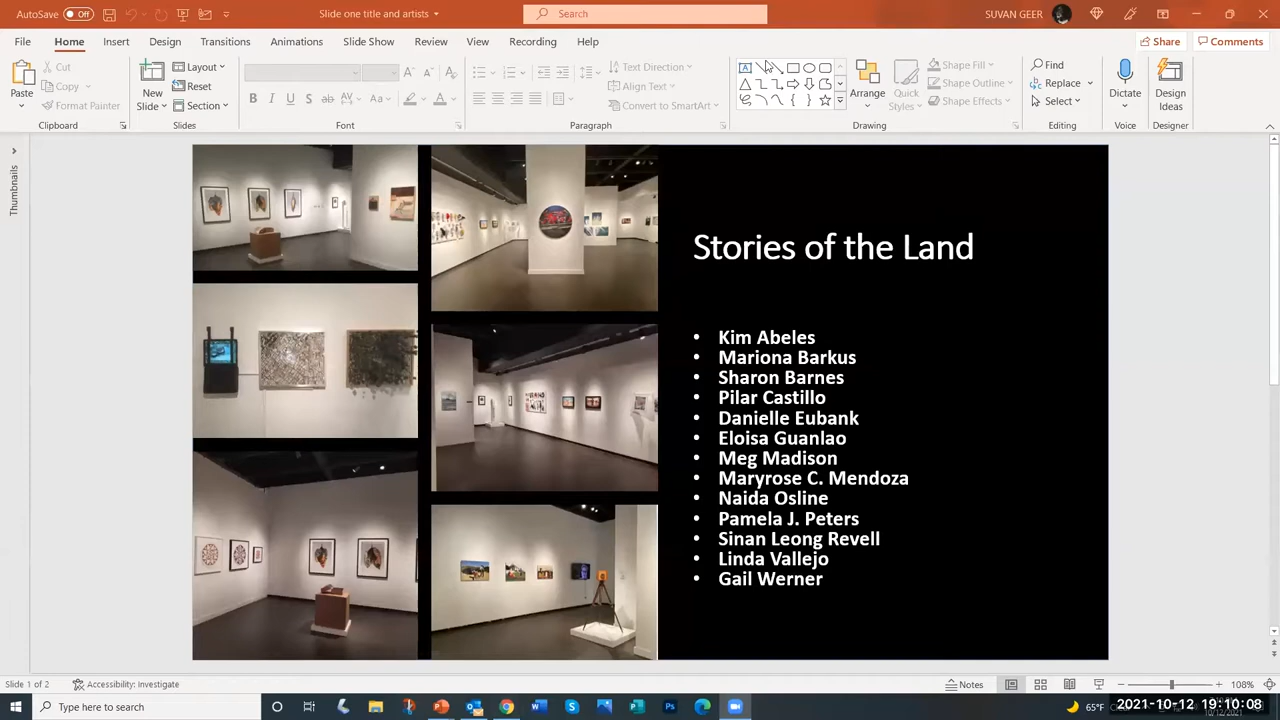 AutoSave Off
Slide one title and artists
Search
SUVAN GEER
File Home Insert Design Transitions Animations Slide Show Review View Recording Help
Share Comments
Paste
Cut
Copy
Format Painter
Clipboard
New
Slide
Layout
Reset
Section
Slides
Font
Text Direction
Align Text
Convert to SmartArt
Paragraph
Arrange
Quick
Styles
Shape Fill
Shape Outline
Shape Effects
Drawing
Find
Replace
Select
Editing
Dictate
Voice
Design
Ideas
Designer
Thumbnails
Stories of the Land
• Kim Abeles
• Mariona Barkus
• Sharon Barnes
• Pilar Castillo
• Danielle Eubank
• Eloisa Guanlao
• Meg Madison
• Maryrose C. Mendoza
• Naida Osline
• Pamela J. Peters
• Sinan Leong Revell
• Linda Vallejo
• Gail Werner
Slide 1 of 2 Accessibility: Investigate
Notes
108%
Type here to search
65°F
2021-10-12 19:10:08